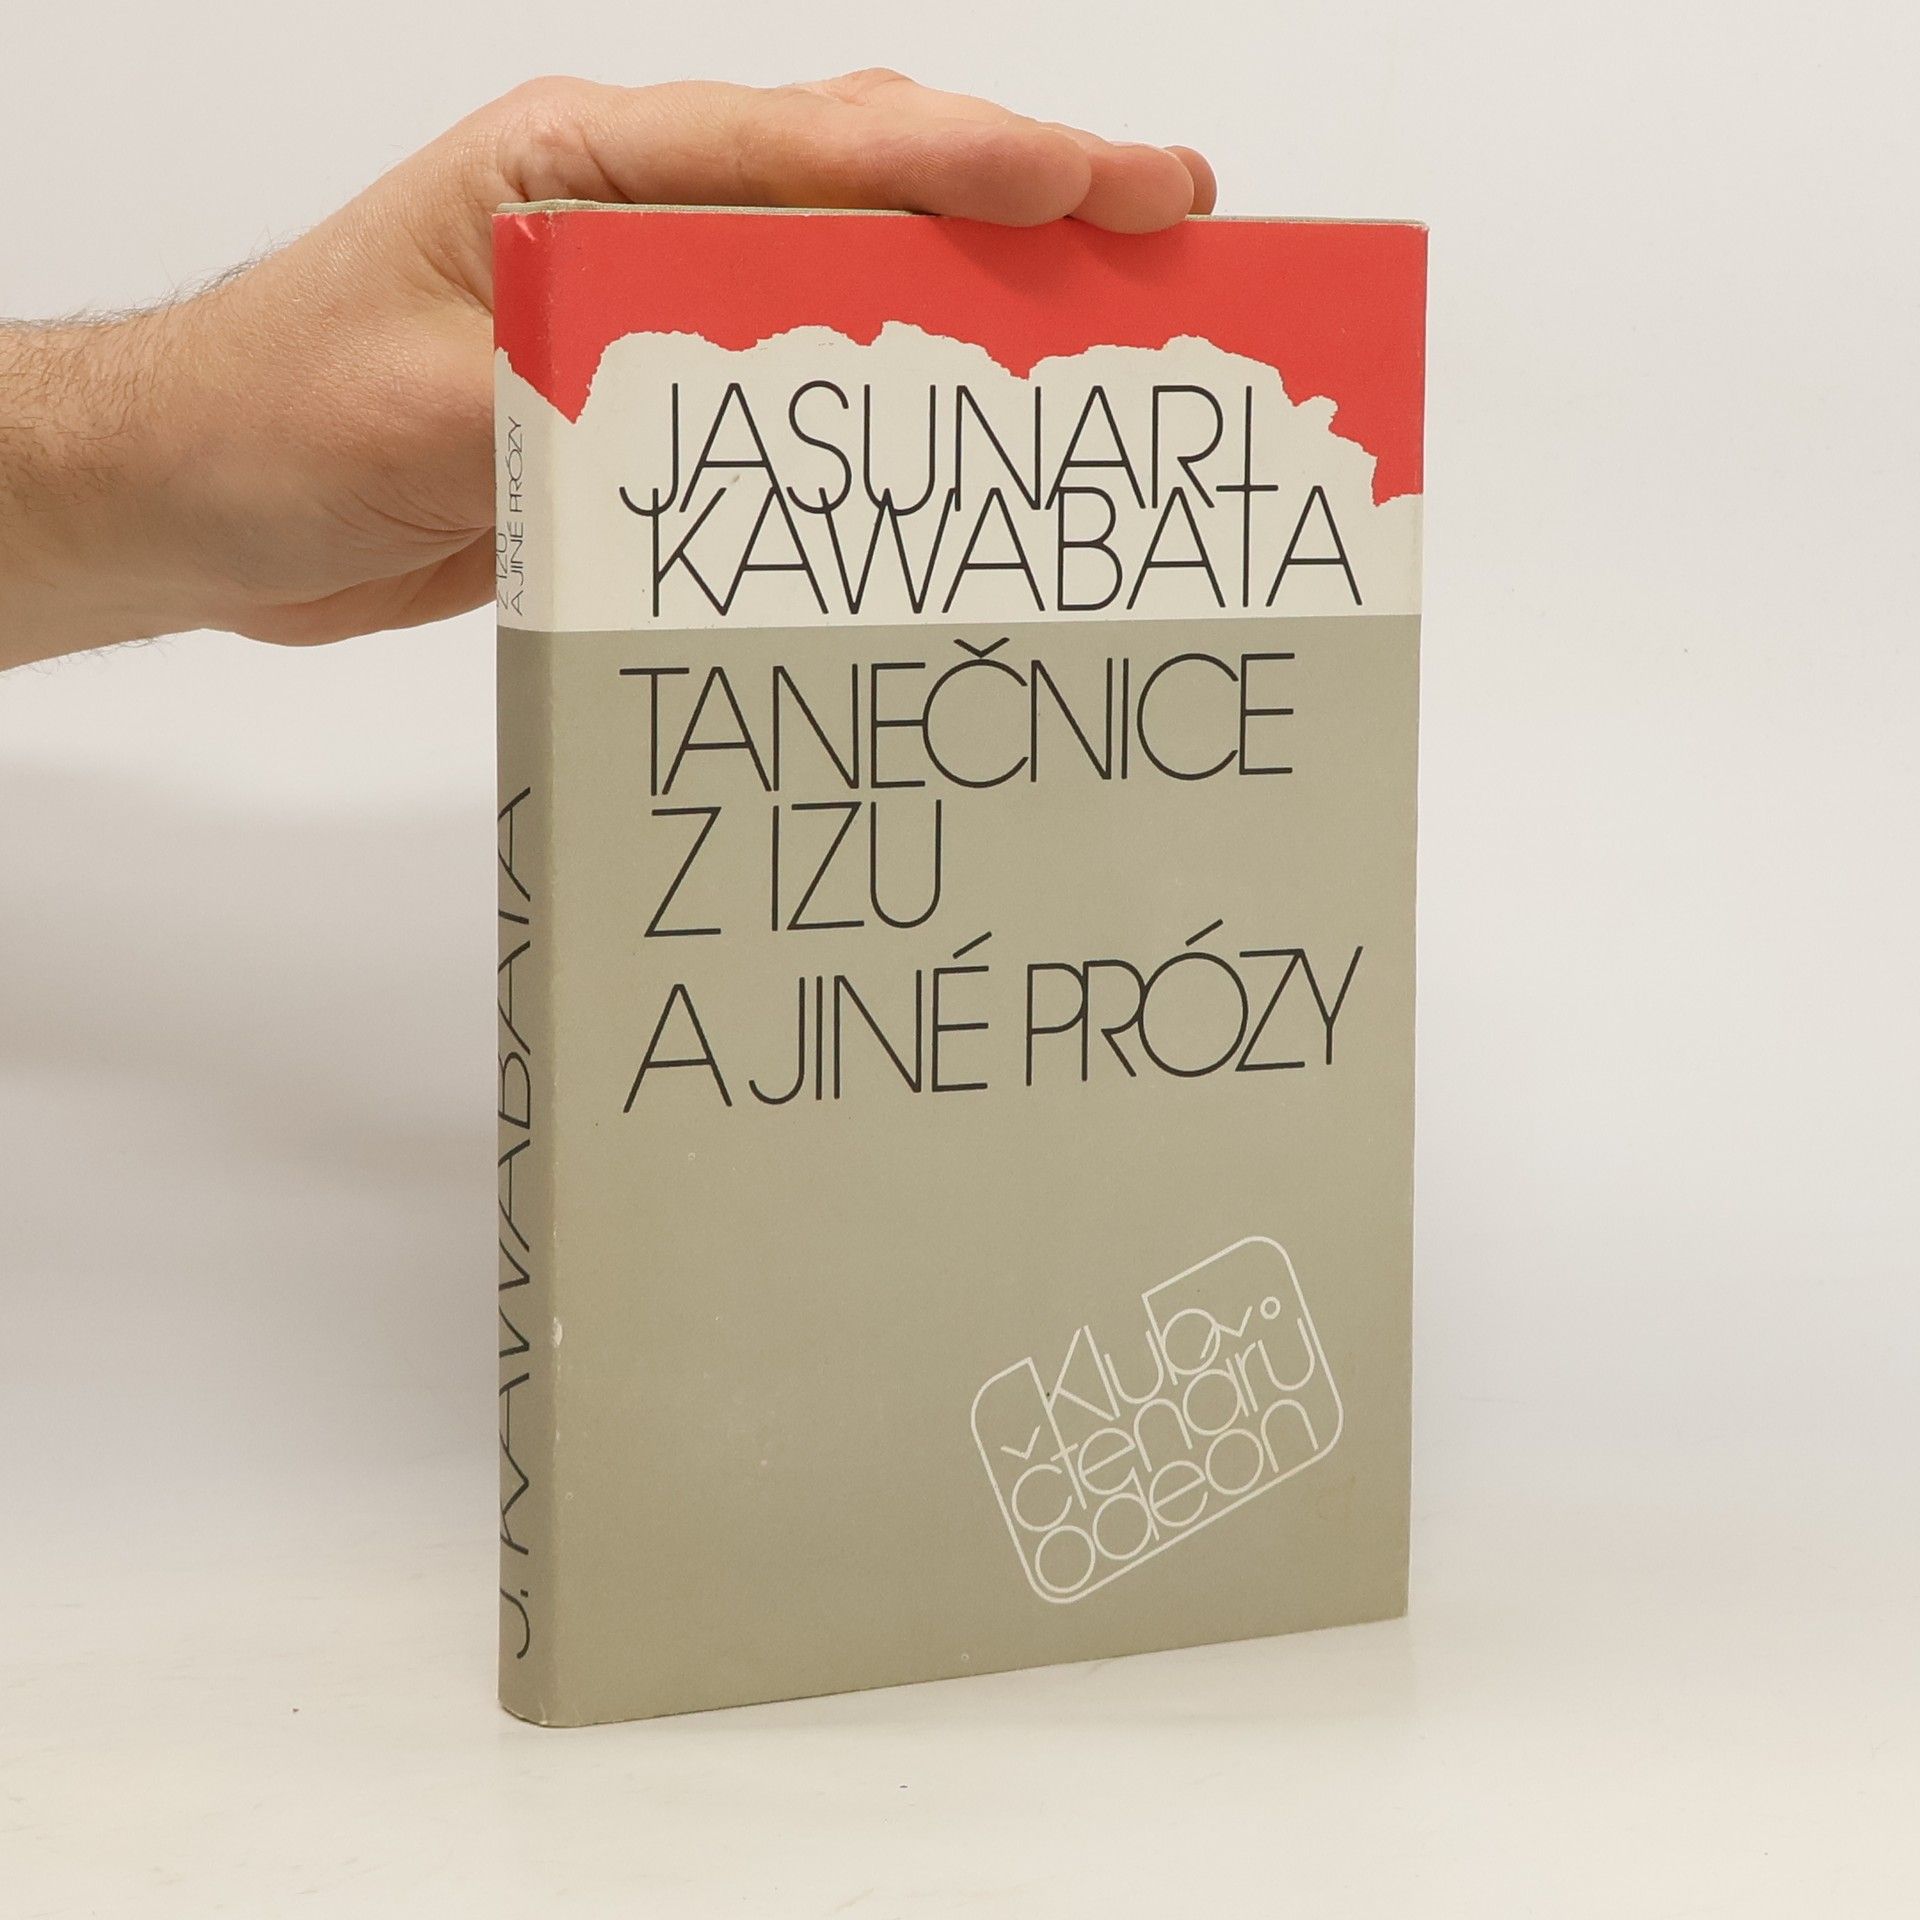 JASUNARI
KAWABATA
TANEČNICE
Z IZU
A JINÉ PRÓZY
Klub
čtenářů
odeon
J. KAWABATA
Z IZU
A JINÉ PRÓZY